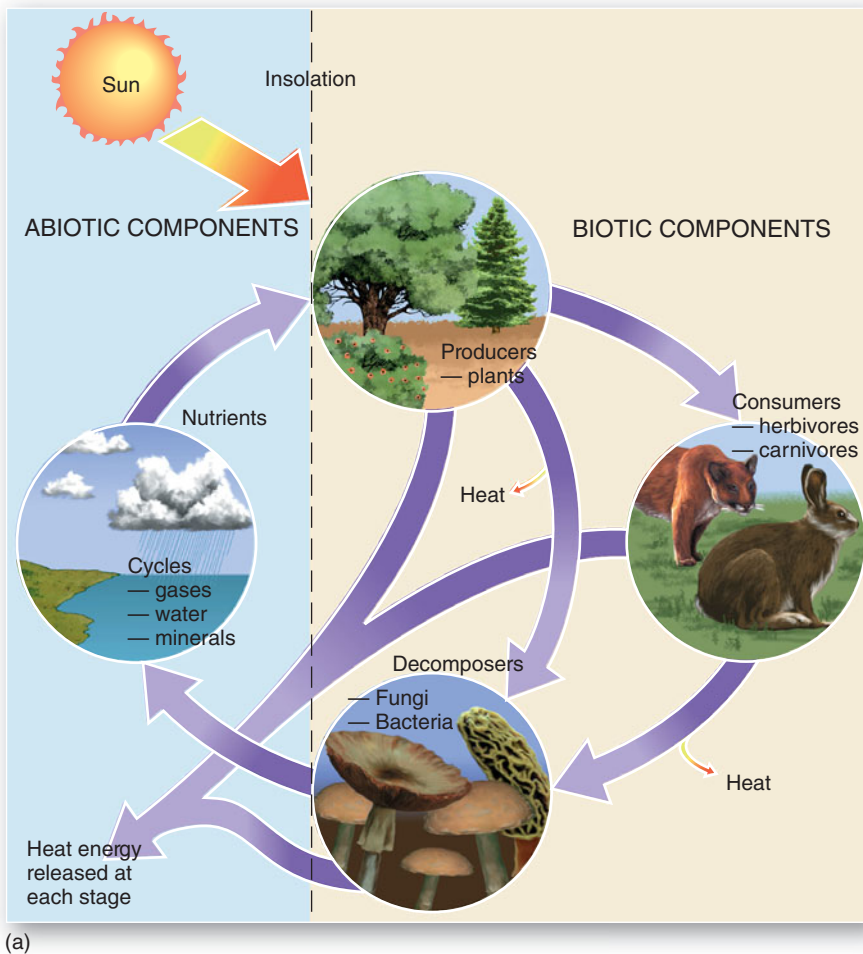 Sun
Insolation
ABIOTIC COMPONENTS
BIOTIC COMPONENTS
Producers
— plants
Nutrients
Consumers
— herbivores
— carnivores
Heat
Cycles
— gases
— water
— minerals
Decomposers
— Fungi
— Bacteria
Heat
Heat energy
released at
each stage
(a)